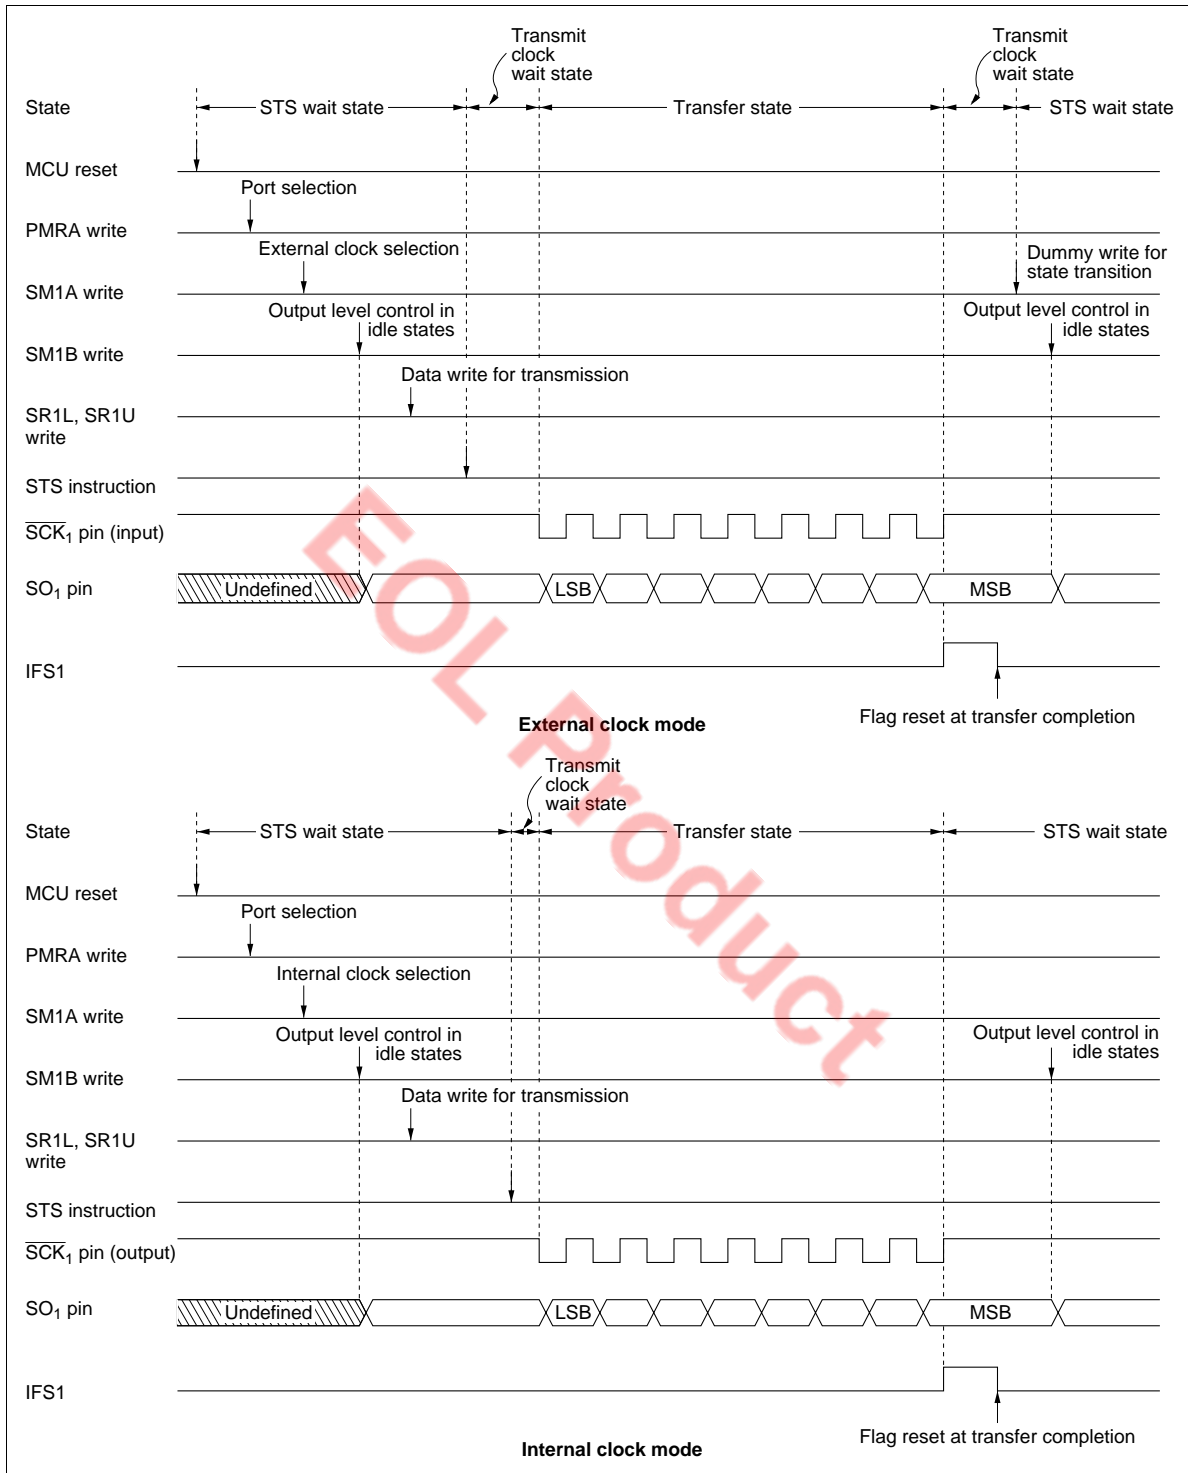 Transmit
clock
wait state
Transmit
clock
wait state
State
STS wait state
Transfer state
STS wait state
MCU reset
Port selection
PMRA write
External clock selection
Dummy write for
state transition
SM1A write
Output level control in
idle states
Output level control in
idle states
SM1B write
Data write for transmission
SR1L, SR1U
write
STS instruction
S̅C̅K̅₁ pin (input)
SO₁ pin
Undefined
LSB
MSB
IFS1
Flag reset at transfer completion
External clock mode
Transmit
clock
wait state
State
STS wait state
Transfer state
STS wait state
MCU reset
Port selection
PMRA write
Internal clock selection
SM1A write
Output level control in
idle states
Output level control in
idle states
SM1B write
Data write for transmission
SR1L, SR1U
write
STS instruction
S̅C̅K̅₁ pin (output)
SO₁ pin
Undefined
LSB
MSB
IFS1
Flag reset at transfer completion
Internal clock mode
EOL Product